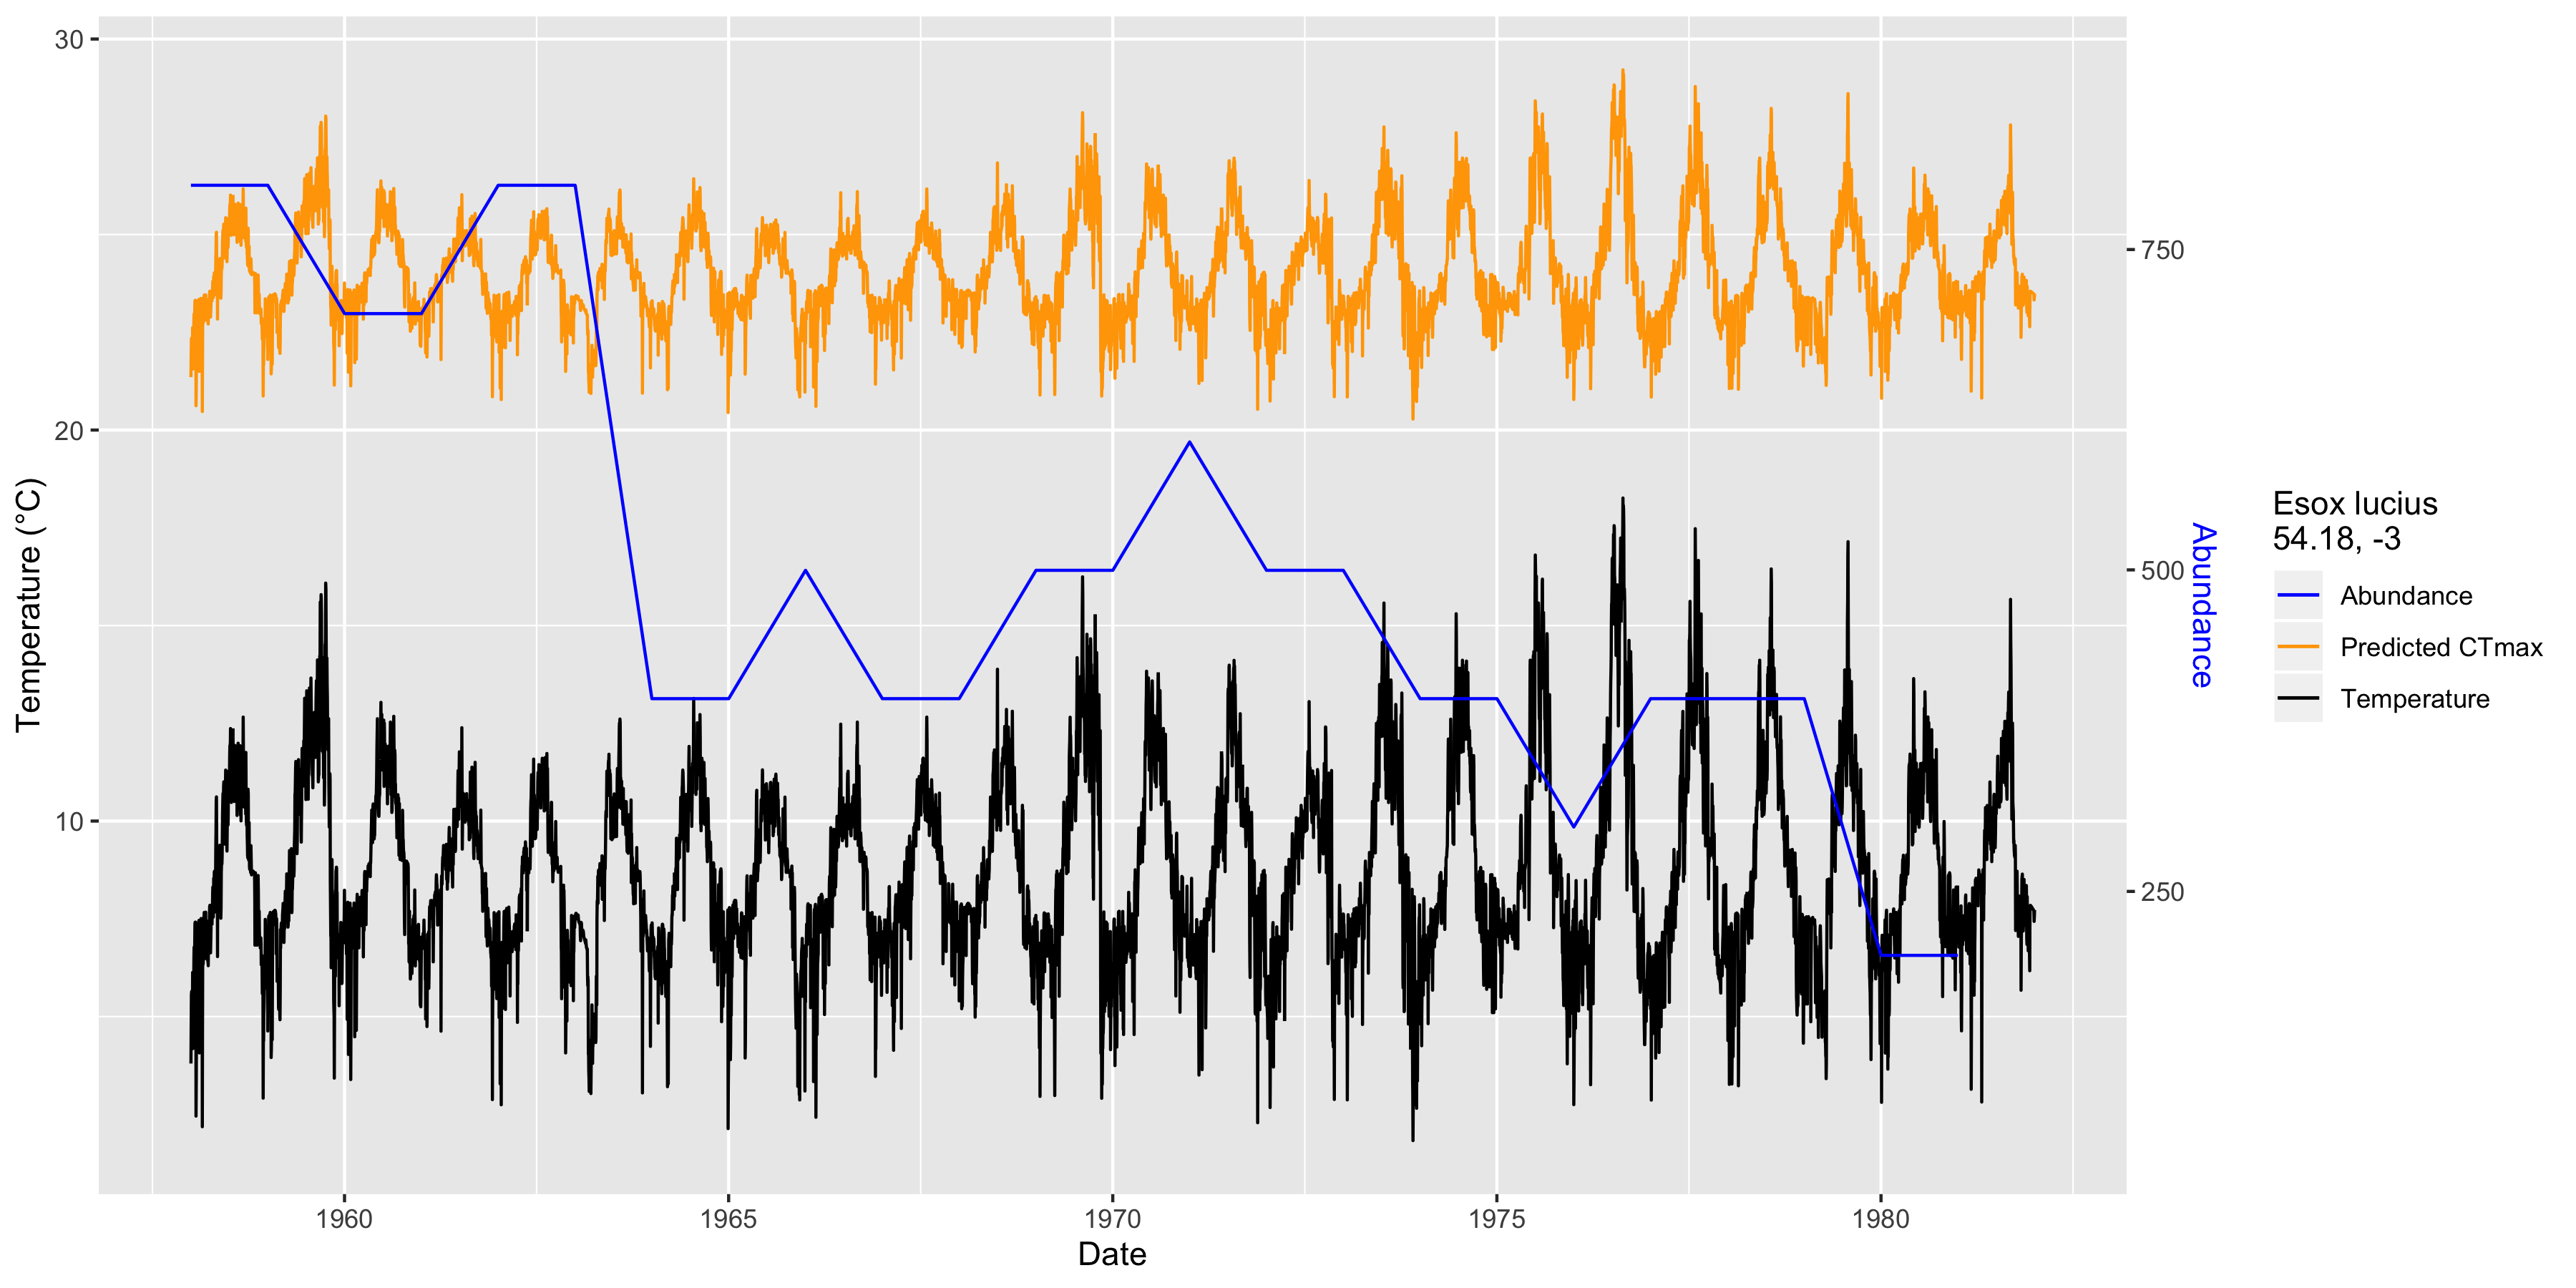 30
20
10
Temperature (°C)
1960
1965
1970
1975
1980
Date
750
500
250
Abundance
Esox lucius
54.18, -3
Abundance
Predicted CTmax
Temperature